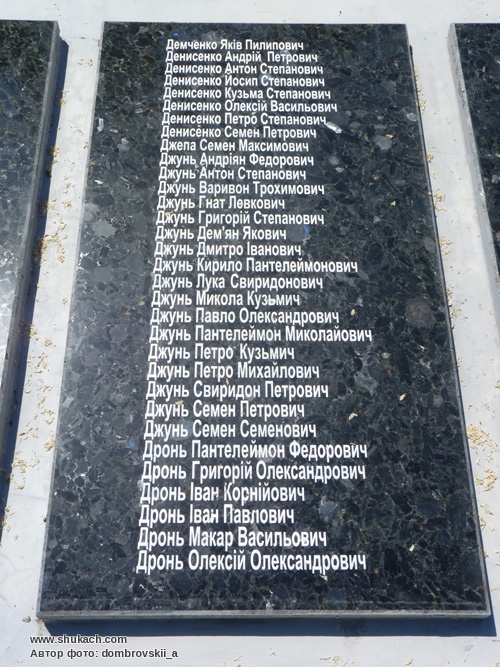 Демченко Яків Пилипович
Денисенко Андрій Петрович
Денисенко Антон Степанович
Денисенко Йосип Степанович
Денисенко Кузьма Степанович
Денисенко Олексій Васильович
Денисенко Петро Степанович
Денисенко Семен Петрович
Джепа Семен Максимович
Джунь Андріян Федорович
Джунь Антон Степанович
Джунь Варивон Трохимович
Джунь Гнат Левкович
Джунь Григорій Степанович
Джунь Дем'ян Якович
Джунь Дмитро Іванович
Джунь Кирило Пантелеймонович
Джунь Лука Свиридонович
Джунь Микола Кузьмич
Джунь Павло Олександрович
Джунь Пантелеймон Миколайович
Джунь Петро Кузьмич
Джунь Петро Михайлович
Джунь Свиридон Петрович
Джунь Семен Петрович
Джунь Семен Семенович
Дронь Пантелеймон Федорович
Дронь Григорій Олександрович
Дронь Іван Корнійович
Дронь Іван Павлович
Дронь Макар Васильович
Дронь Олексій Олександрович
www.shukach.com
Автор фото: dombrovskii_a